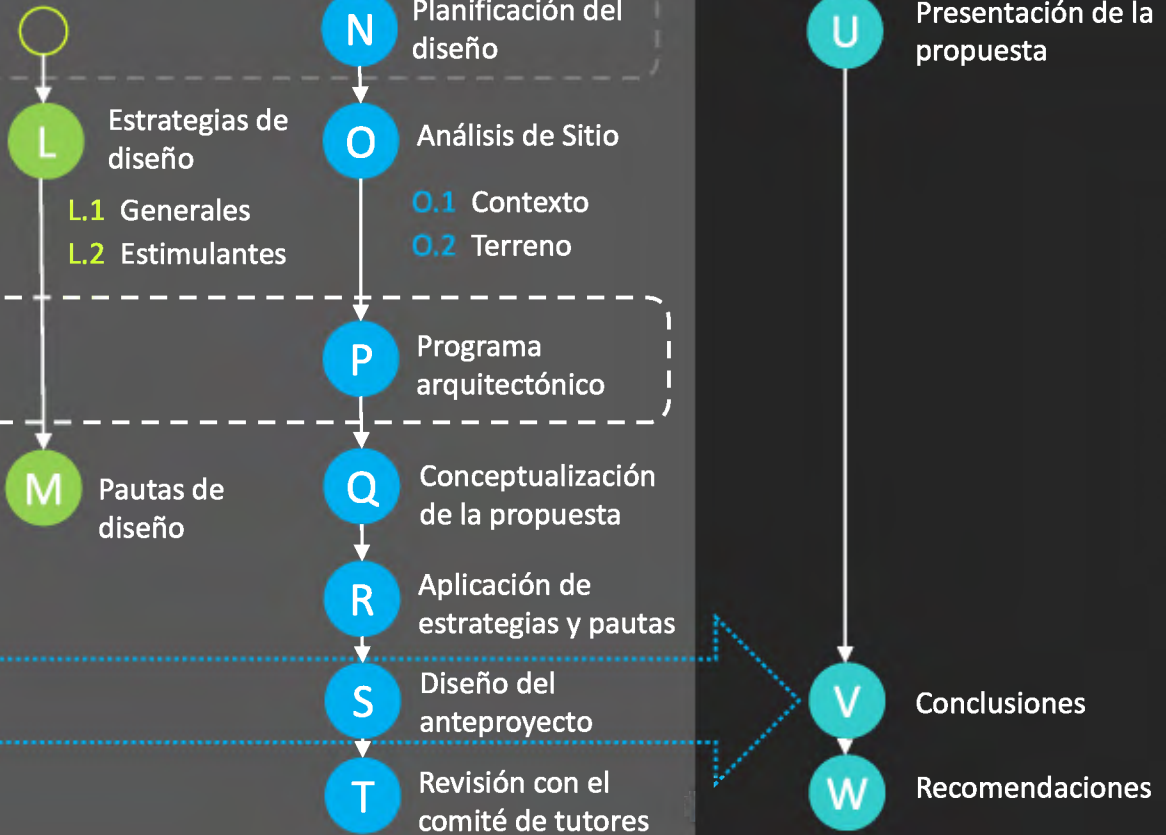 L
Estrategias de
diseño
L.1 Generales
L.2 Estimulantes
M
Pautas de
diseño
N
Planificación del
diseño
O
Análisis de Sitio
O.1 Contexto
O.2 Terreno
P
Programa
arquitectónico
Q
Conceptualización
de la propuesta
R
Aplicación de
estrategias y pautas
S
Diseño del
anteproyecto
T
Revisión con el
comité de tutores
U
Presentación de la
propuesta
V
Conclusiones
W
Recomendaciones